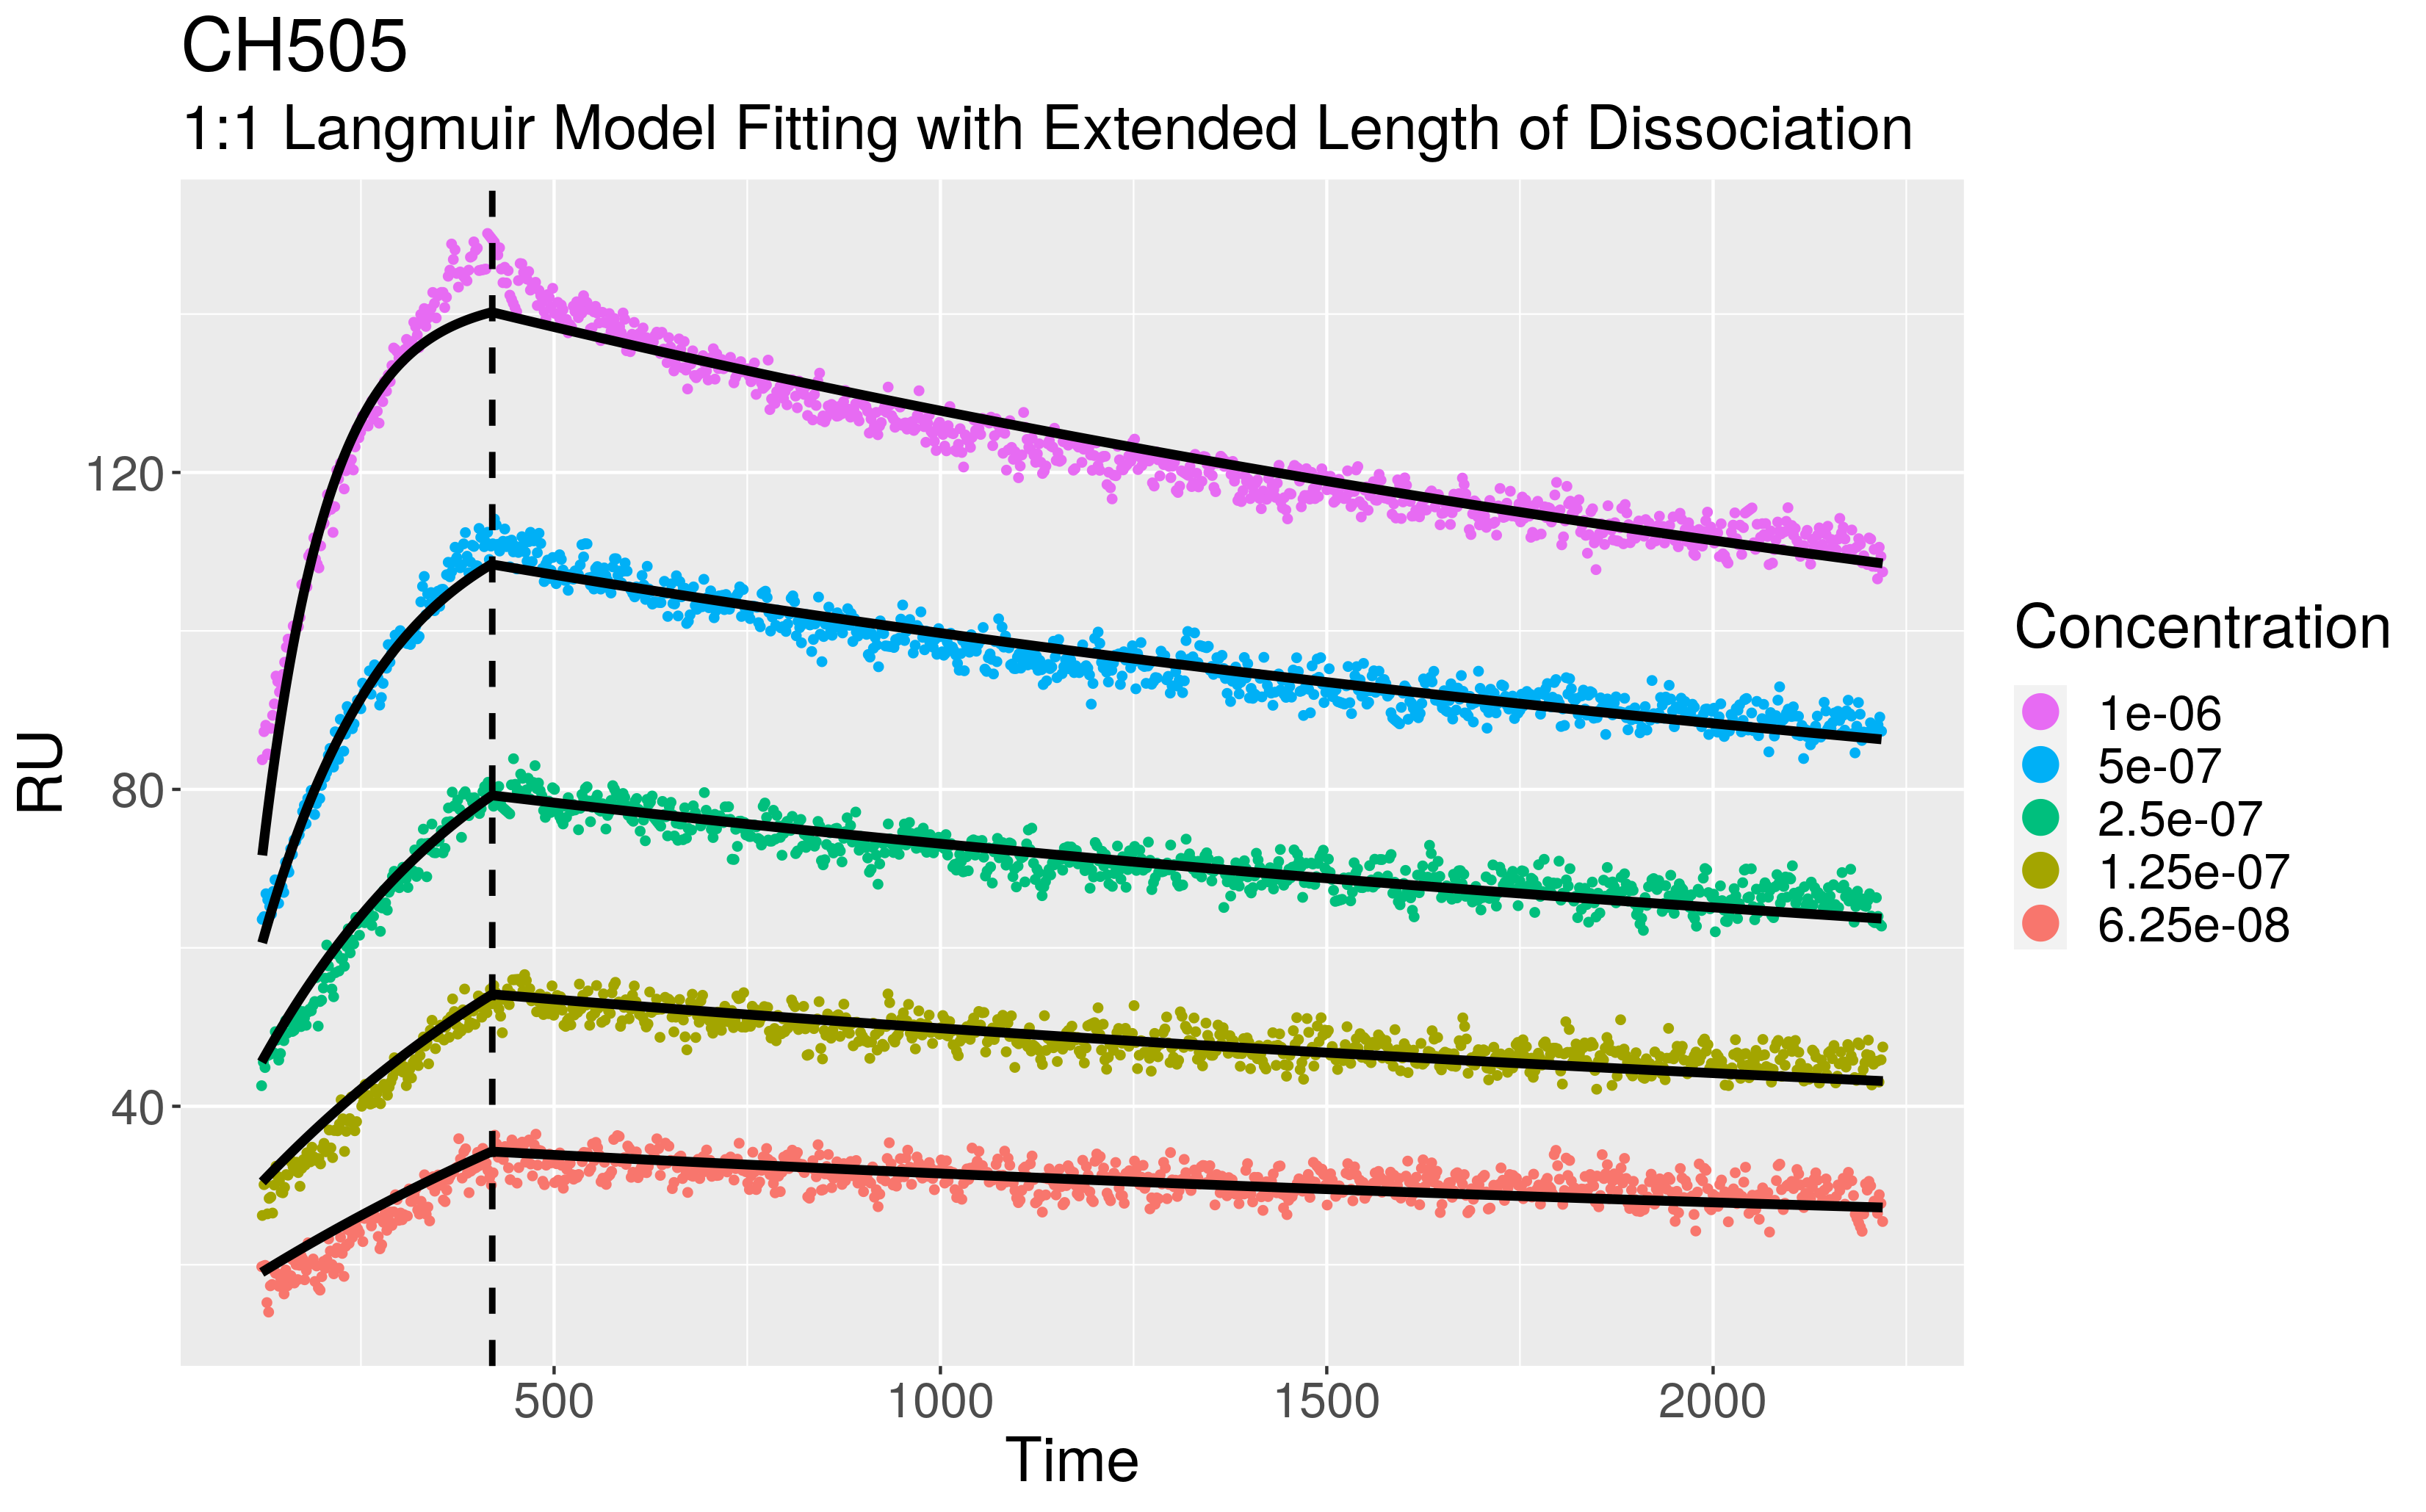 CH505
1:1 Langmuir Model Fitting with Extended Length of Dissociation
RU
120
80
40
500 1000 1500 2000
Time
Concentration
1e-06
5e-07
2.5e-07
1.25e-07
6.25e-08